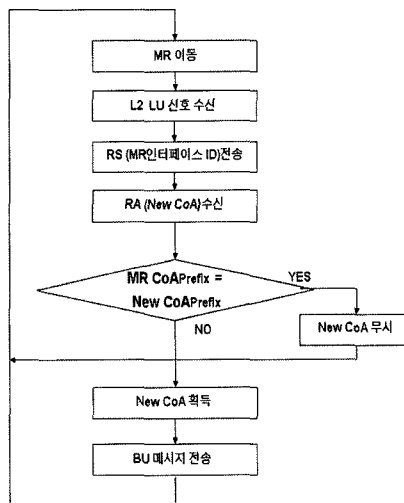 MR 이동
L2 LU 신호 수신
RS (MR인터페이스 ID)전송
RA (New CoA)수신
MR CoAPrefix =
New CoAPrefix
YES
NO
New CoA 무시
New CoA 획득
BU 메시지 전송